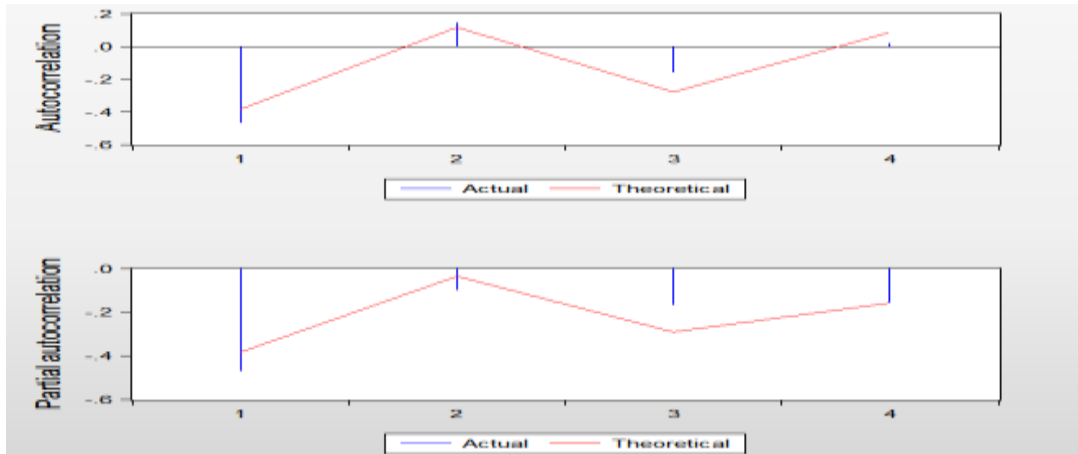 Autocorrelation
.2
.0
-.2
-.4
-.6
1 2 3 4
Actual Theoretical
Partial autocorrelation
.0
-.2
-.4
-.6
1 2 3 4
Actual Theoretical